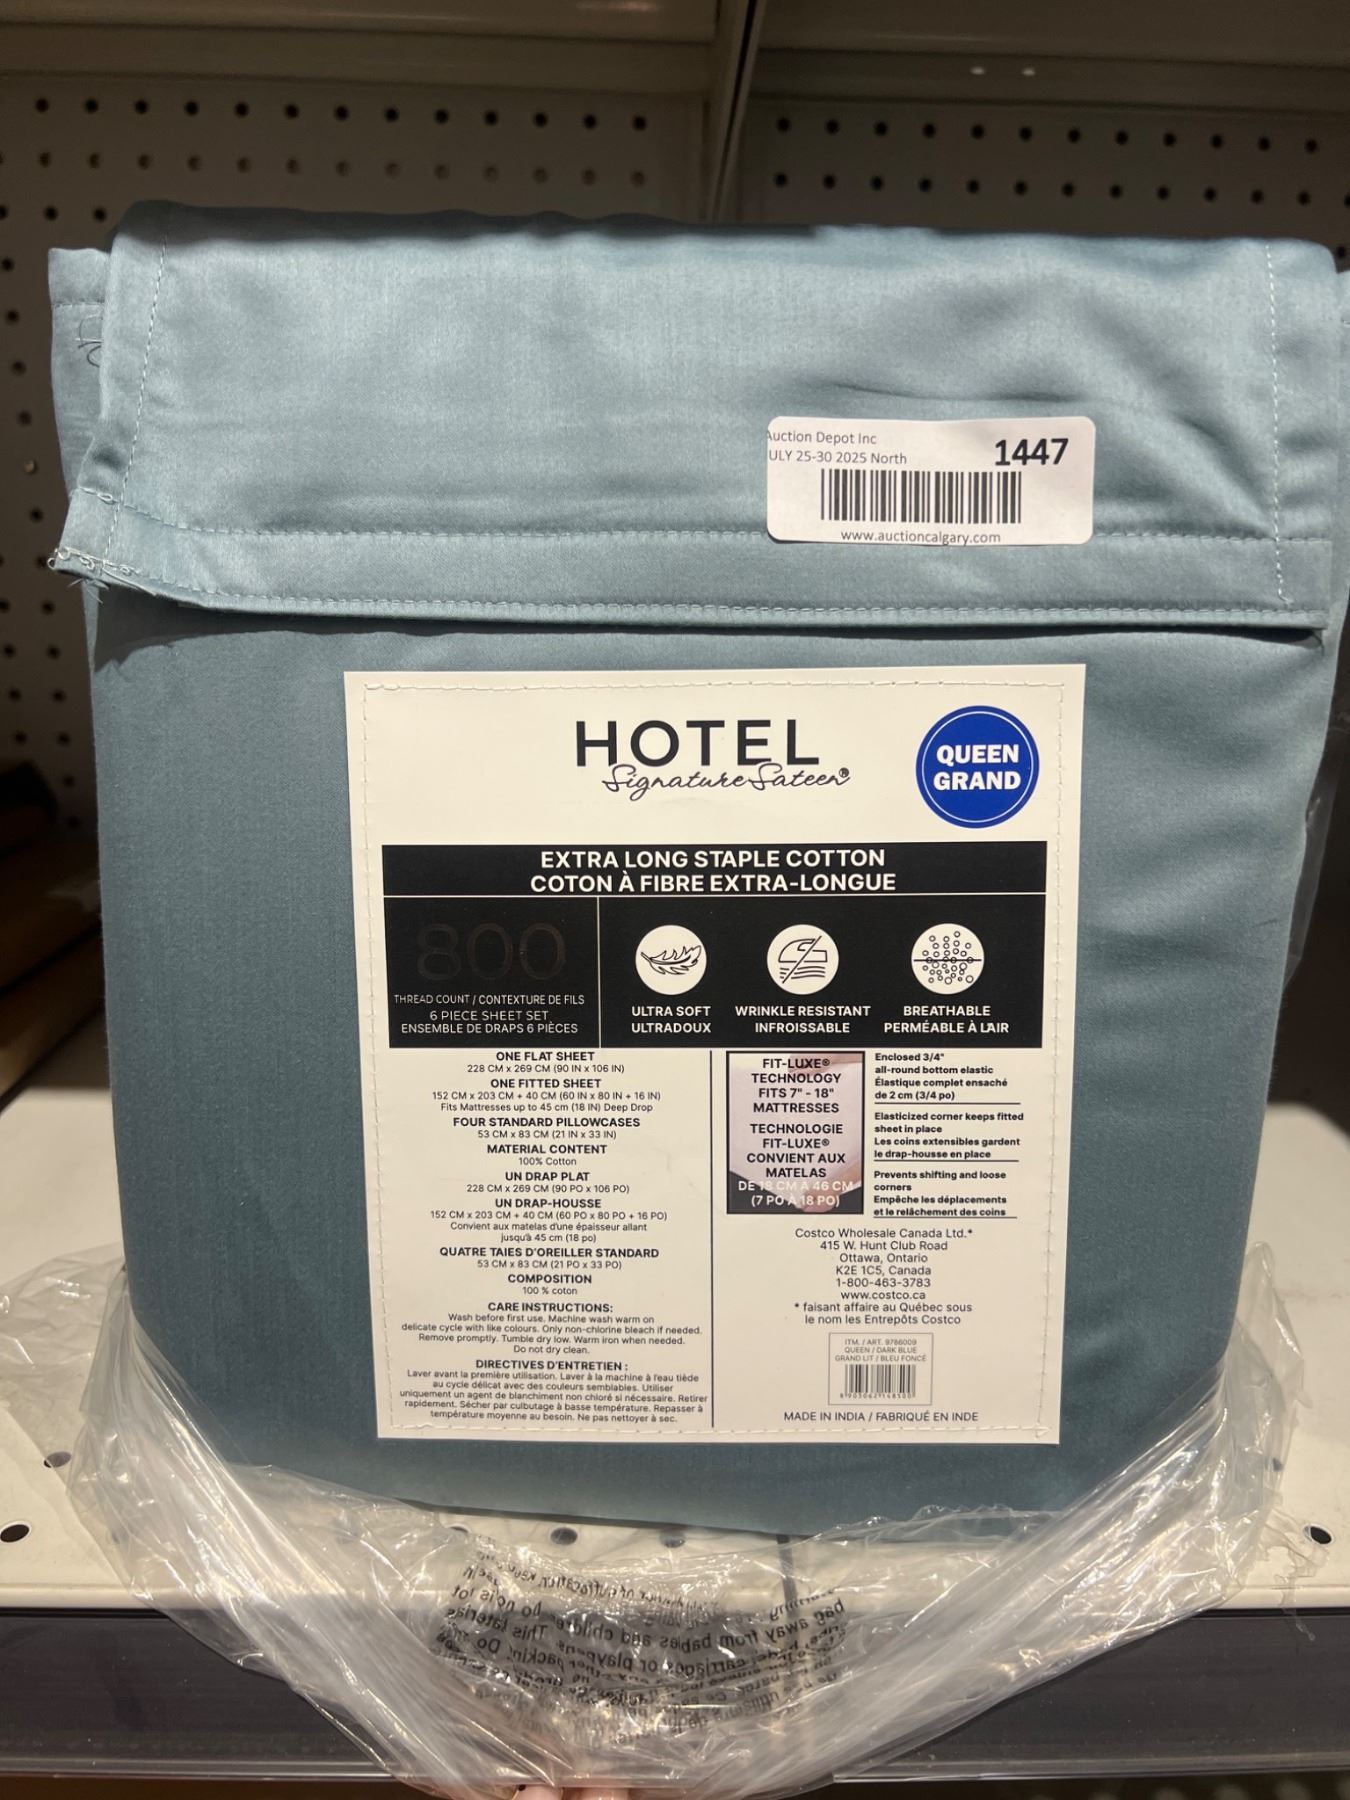 Auction Depot Inc
ULY 25-30 2025 North
1447
www.auctioncalgary.com
HOTEL
Signature Sateen®
QUEEN
GRAND
EXTRA LONG STAPLE COTTON
COTON À FIBRE EXTRA-LONGUE
800
THREAD COUNT / CONTEXTURE DE FILS
6 PIECE SHEET SET
ENSEMBLE DE DRAPS 6 PIÈCES
ULTRA SOFT
ULTRADOUX
WRINKLE RESISTANT
INFROISSABLE
BREATHABLE
PERMÉABLE À L'AIR
ONE FLAT SHEET
228 CM x 269 CM (90 IN x 106 IN)
ONE FITTED SHEET
152 CM x 203 CM + 40 CM (60 IN x 80 IN + 16 IN)
Fits Mattresses up to 45 cm (18 IN) Deep Drop
FOUR STANDARD PILLOWCASES
53 CM x 83 CM (21 IN x 33 IN)
MATERIAL CONTENT
100% Cotton
UN DRAP PLAT
228 CM x 269 CM (90 PO x 106 PO)
UN DRAP-HOUSSE
152 CM x 203 CM + 40 CM (60 PO x 80 PO + 16 PO)
Convient aux matelas d'une épaisseur allant
jusqu'à 45 cm (18 po)
QUATRE TAIES D'OREILLER STANDARD
53 CM x 83 CM (21 PO x 33 PO)
COMPOSITION
100 % coton
CARE INSTRUCTIONS:
Wash before first use. Machine wash warm on
delicate cycle with like colours. Only non-chlorine bleach if needed.
Remove promptly. Tumble dry low. Warm iron when needed.
Do not dry clean.
DIRECTIVES D'ENTRETIEN :
Laver avant la première utilisation. Laver à la machine à l'eau tiède
au cycle délicat avec des couleurs semblables. Utiliser
uniquement un agent de blanchiment non chloré si nécessaire. Retirer
rapidement. Sécher par culbutage à basse température. Repasser à
température moyenne au besoin. Ne pas nettoyer à sec.
FIT-LUXE®
TECHNOLOGY
FITS 7" - 18"
MATTRESSES
TECHNOLOGIE
FIT-LUXE®
CONVIENT AUX
MATELAS
DE 18 CM À 46 CM
(7 PO À 18 PO)
Enclosed 3/4"
all-round bottom elastic
Élastique complet ensaché
de 2 cm (3/4 po)
Elasticized corner keeps fitted
sheet in place
Les coins extensibles gardent
le drap-housse en place
Prevents shifting and loose
corners
Empêche les déplacements
et le relâchement des coins
Costco Wholesale Canada Ltd.*
415 W. Hunt Club Road
Ottawa, Ontario
K2E 1C5, Canada
1-800-463-3783
www.costco.ca
* faisant affaire au Québec sous
le nom les Entrepôts Costco
ITM. / ART. 9786009
QUEEN / DARK BLUE
GRAND LIT / BLEU FONCÉ
8 905062 148500
MADE IN INDIA / FABRIQUÉ EN INDE